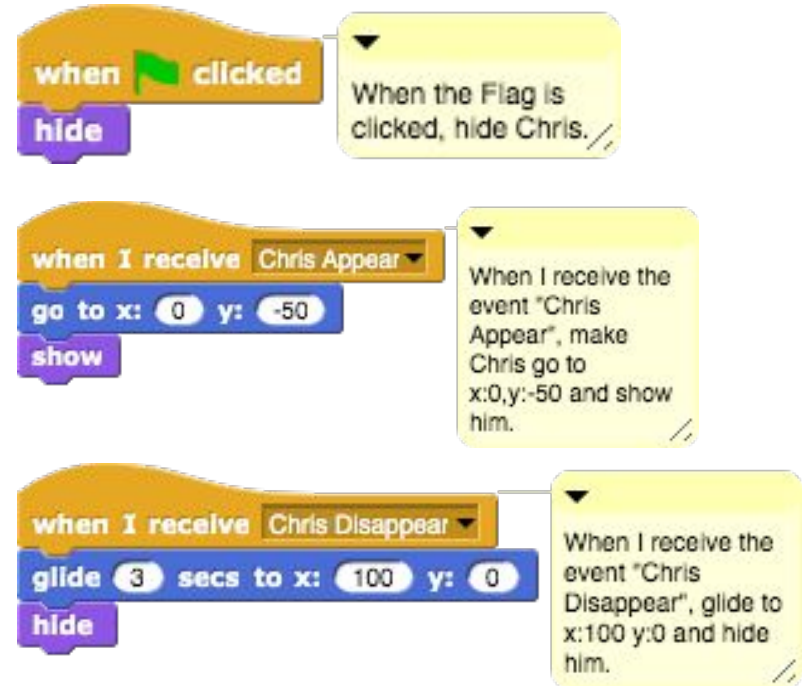 when clicked
hide
When the Flag is
clicked, hide Chris.
when I receive Chris Appear
go to x: 0 y: -50
show
When I receive the
event "Chris
Appear", make
Chris go to
x:0,y:-50 and show
him.
when I receive Chris Disappear
glide 3 secs to x: 100 y: 0
hide
When I receive the
event "Chris
Disappear", glide to
x:100 y:0 and hide
him.